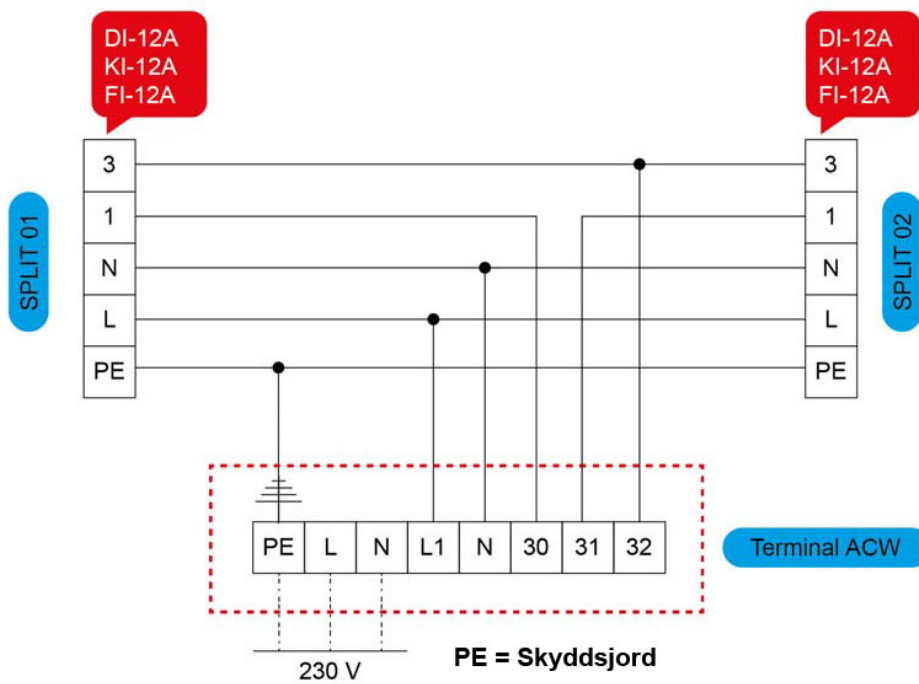 DI-12A
KI-12A
FI-12A
DI-12A
KI-12A
FI-12A
SPLIT 01
3
1
N
L
PE
3
1
N
L
PE
SPLIT 02
PE L N L1 N 30 31 32
Terminal ACW
230 V
PE = Skyddsjord